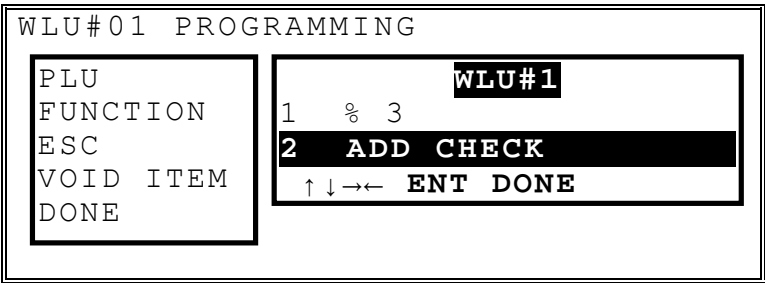 WLU#01 PROGRAMMING
PLU
FUNCTION
ESC
VOID ITEM
DONE
WLU#1
1 % 3
2 ADD CHECK
↑↓→← ENT DONE